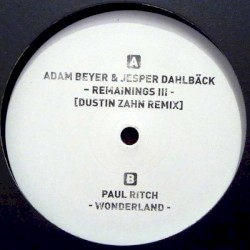 A
ADAM BEYER & JESPER DAHLBÄCK
- REMAININGS III -
[DUSTIN ZAHN REMIX]
B
PAUL RITCH
- WONDERLAND -